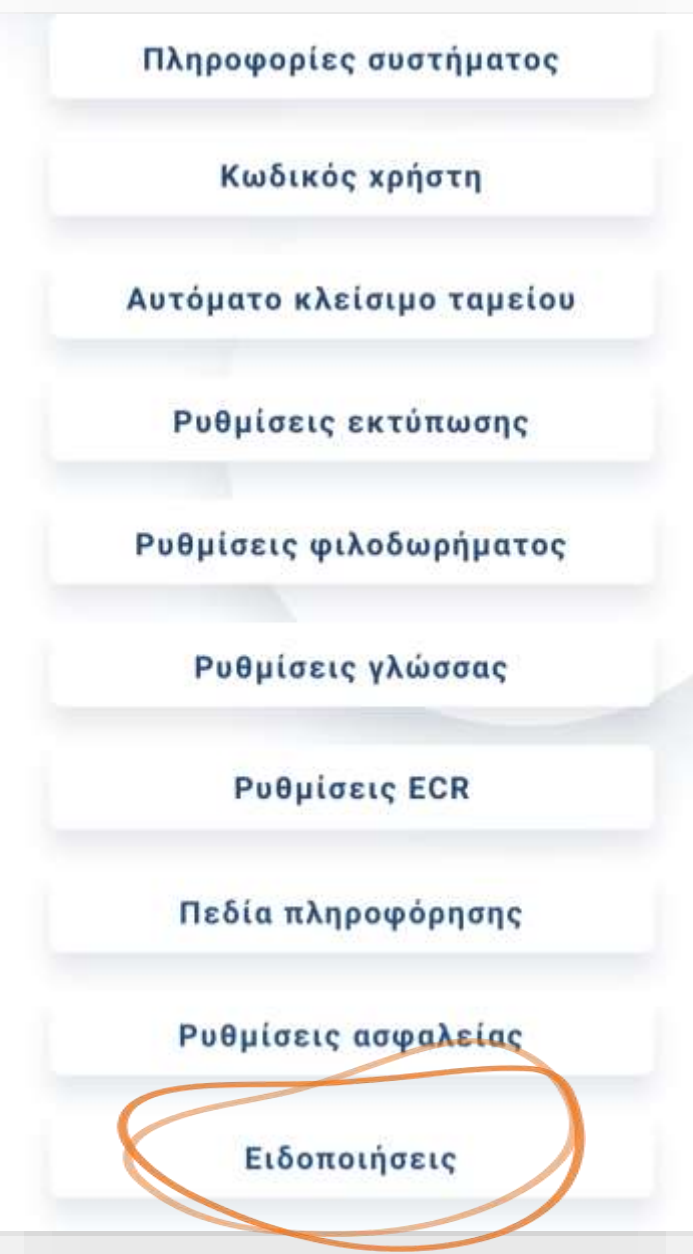 Πληροφορίες συστήματος
Κωδικός χρήστη
Αυτόματο κλείσιμο ταμείου
Ρυθμίσεις εκτύπωσης
Ρυθμίσεις φιλοδωρήματος
Ρυθμίσεις γλώσσας
Ρυθμίσεις ECR
Πεδία πληροφόρησης
Ρυθμίσεις ασφαλείας
Ειδοποιήσεις